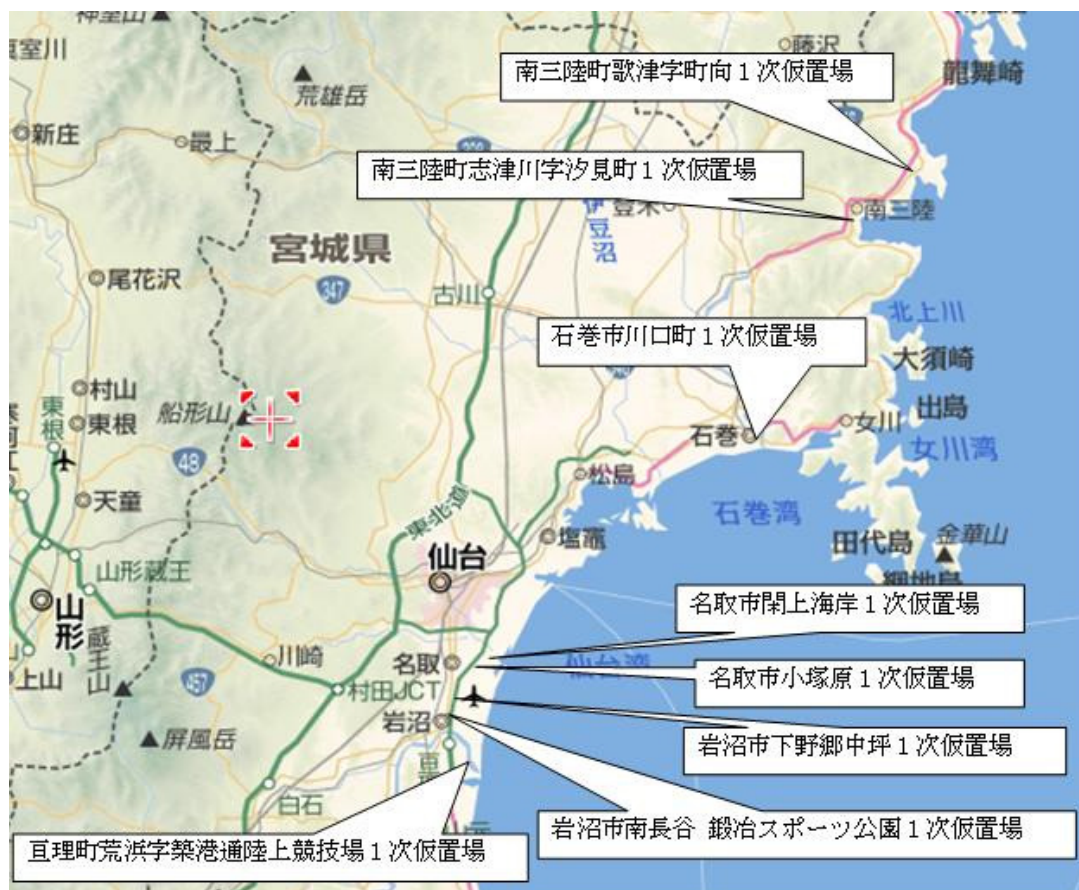 神室山
真室川
藤沢
龍舞崎
荒雄岳
南三陸町歌津字町向1次仮置場
新庄
最上
南三陸町志津川字汐見町1次仮置場
南三陸
伊豆沼
宮城県
尾花沢
347
古川
北上川
石巻市川口町1次仮置場
大須崎
村山
船形山
東根
東根
出島
女川
石巻
女川湾
48
松島
天童
東北道
石巻湾
塩竈
田代島
金華山
仙台
網地島
山形蔵王
山形
名取市閖上海岸1次仮置場
川崎
名取
仙台湾
蔵王山
上山
457
村田JCT
名取市小塚原1次仮置場
岩沼
屏風岳
岩沼市下野郷中坪1次仮置場
白石
岩沼市南長谷 鍛冶スポーツ公園1次仮置場
亘理町荒浜字築港通陸上競技場1次仮置場